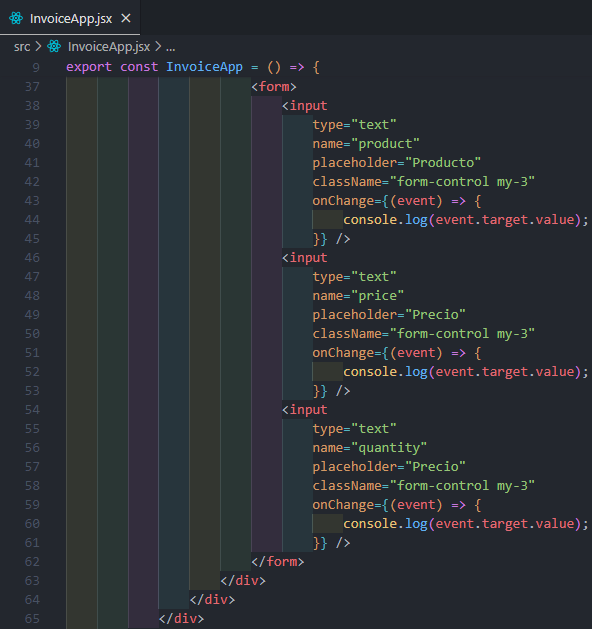 InvoiceApp.jsx ×
src > InvoiceApp.jsx > ...
9 export const InvoiceApp = () => {
37 <form>
38 <input
39 type="text"
40 name="product"
41 placeholder="Producto"
42 className="form-control my-3"
43 onChange={(event) => {
44 console.log(event.target.value);
45 }} />
46 <input
47 type="text"
48 name="price"
49 placeholder="Precio"
50 className="form-control my-3"
51 onChange={(event) => {
52 console.log(event.target.value);
53 }} />
54 <input
55 type="text"
56 name="quantity"
57 placeholder="Precio"
58 className="form-control my-3"
59 onChange={(event) => {
60 console.log(event.target.value);
61 }} />
62 </form>
63 </div>
64 </div>
65 </div>